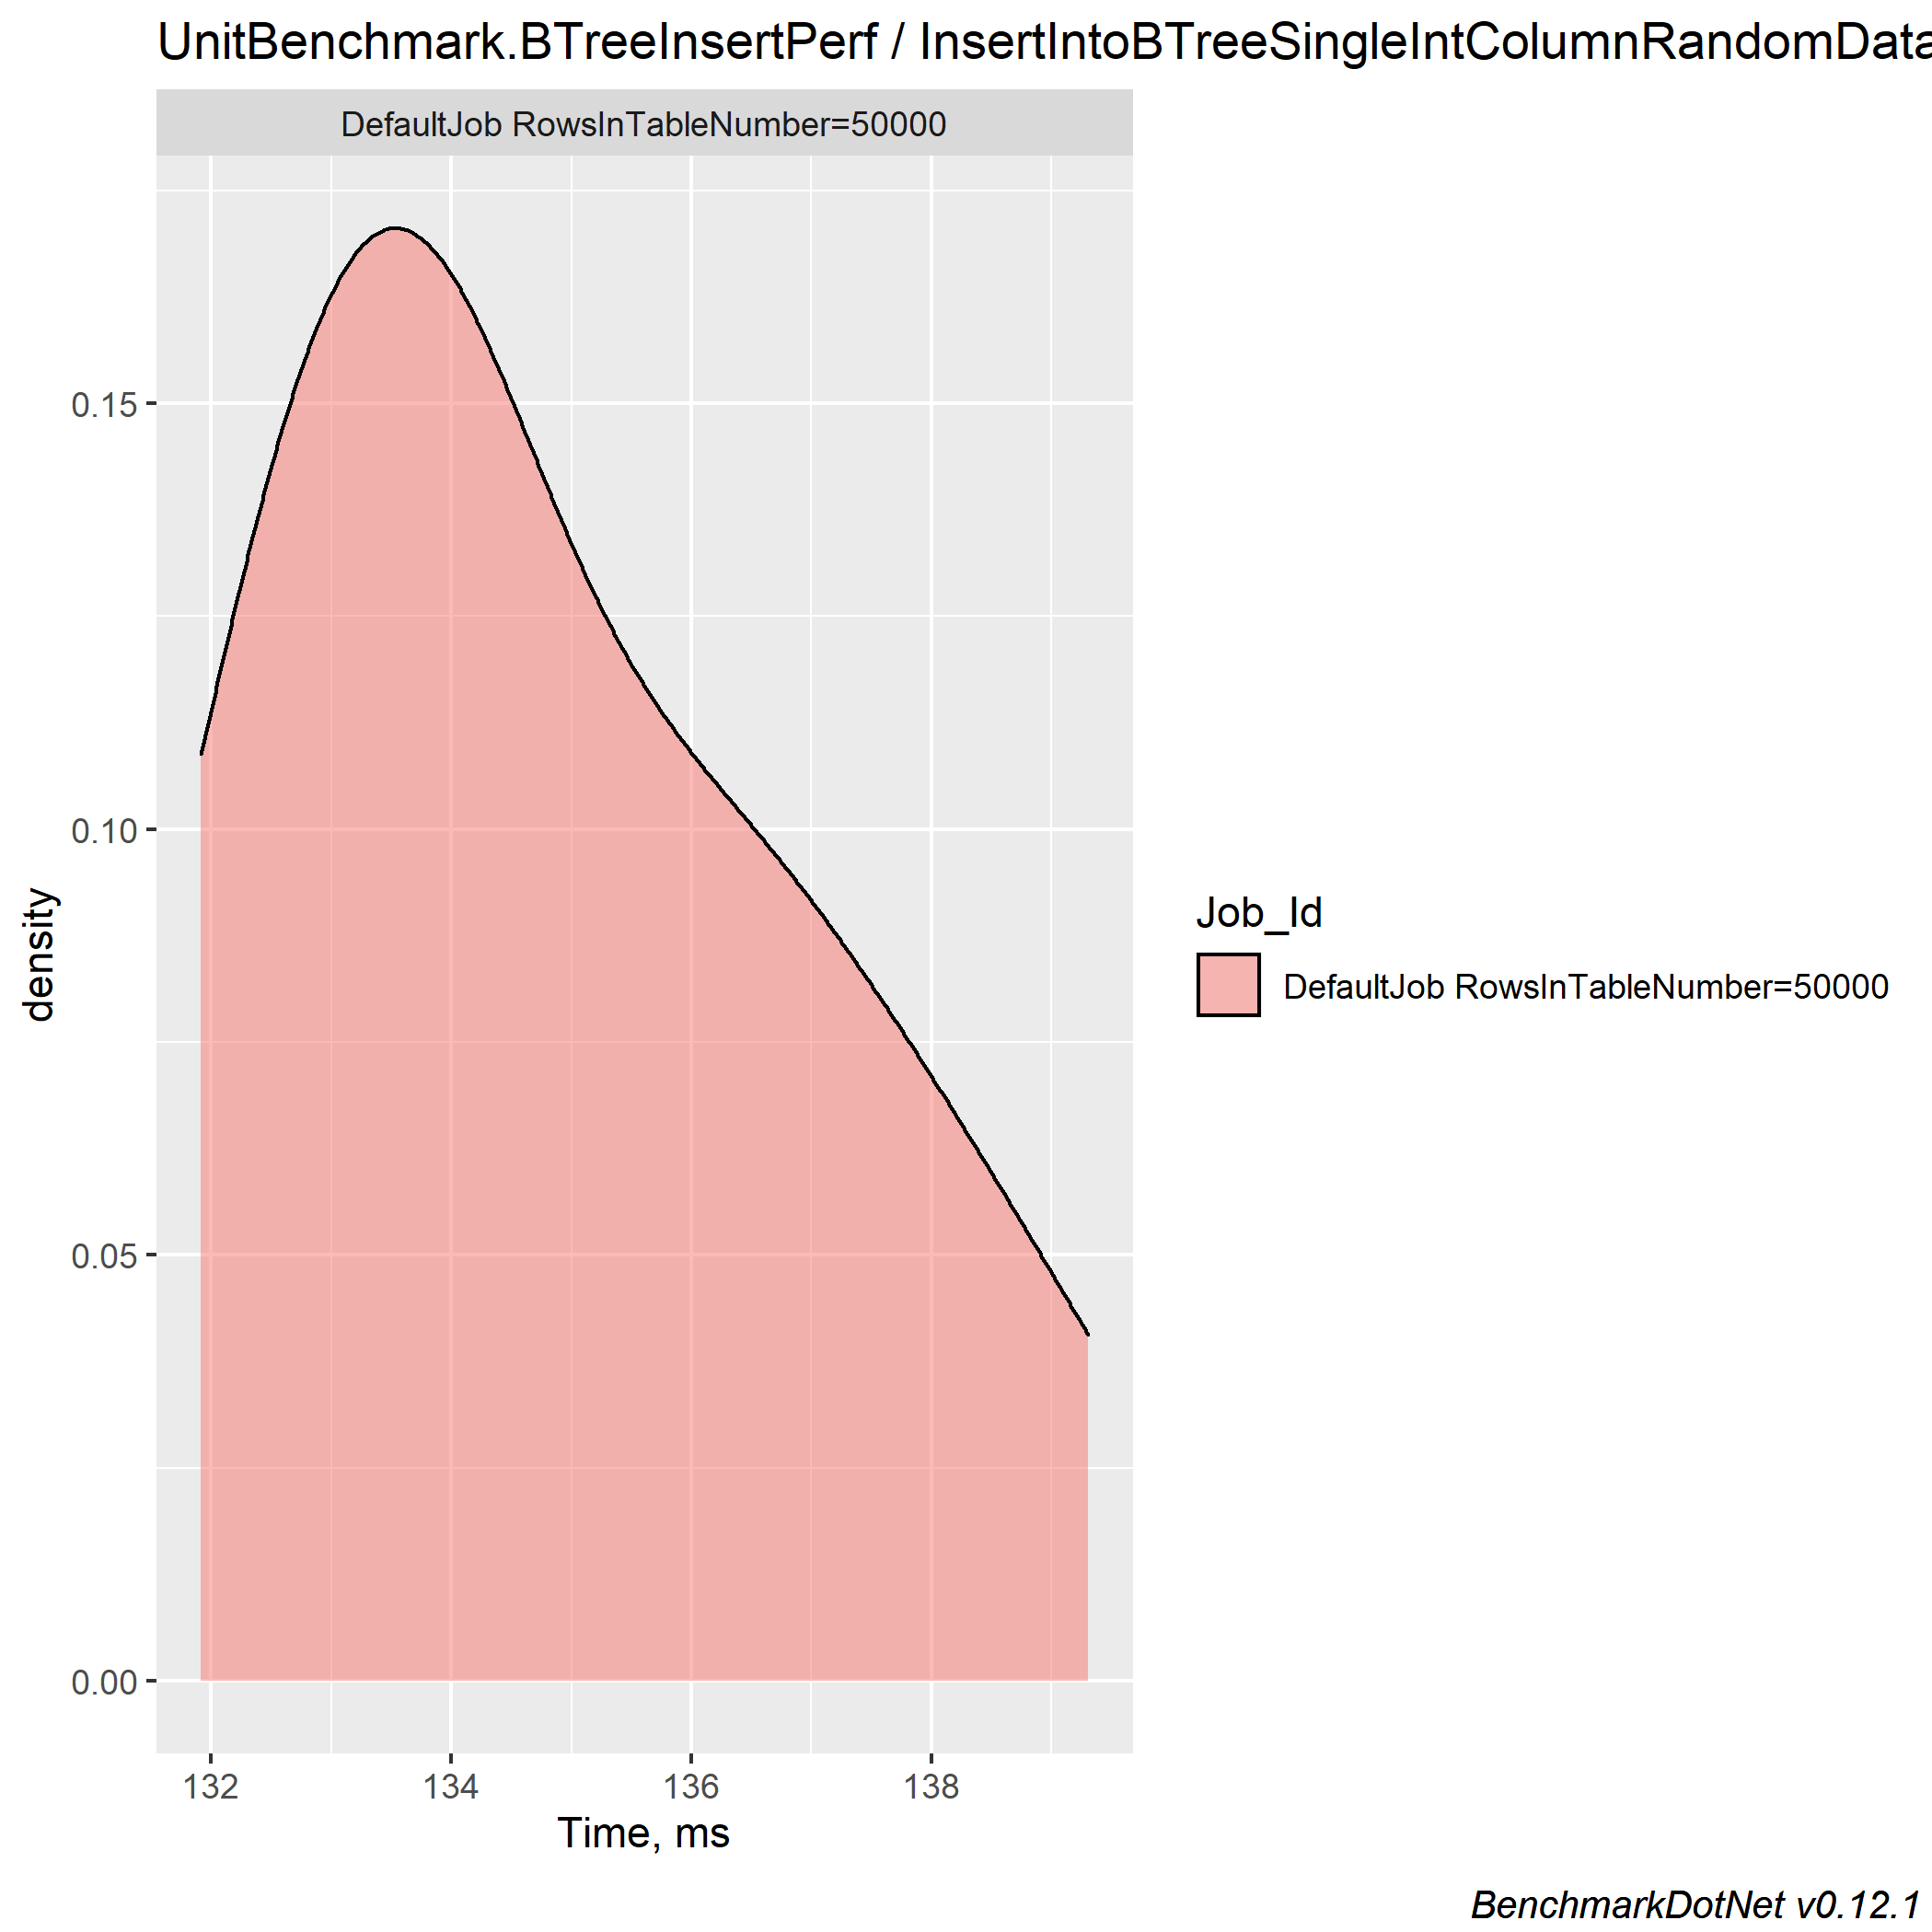 UnitBenchmark.BTreeInsertPerf / InsertIntoBTreeSingleIntColumnRandomData
DefaultJob RowsInTableNumber=50000
0.15
0.10
0.05
0.00
density
132 134 136 138
Time, ms
Job_Id
DefaultJob RowsInTableNumber=50000
BenchmarkDotNet v0.12.1